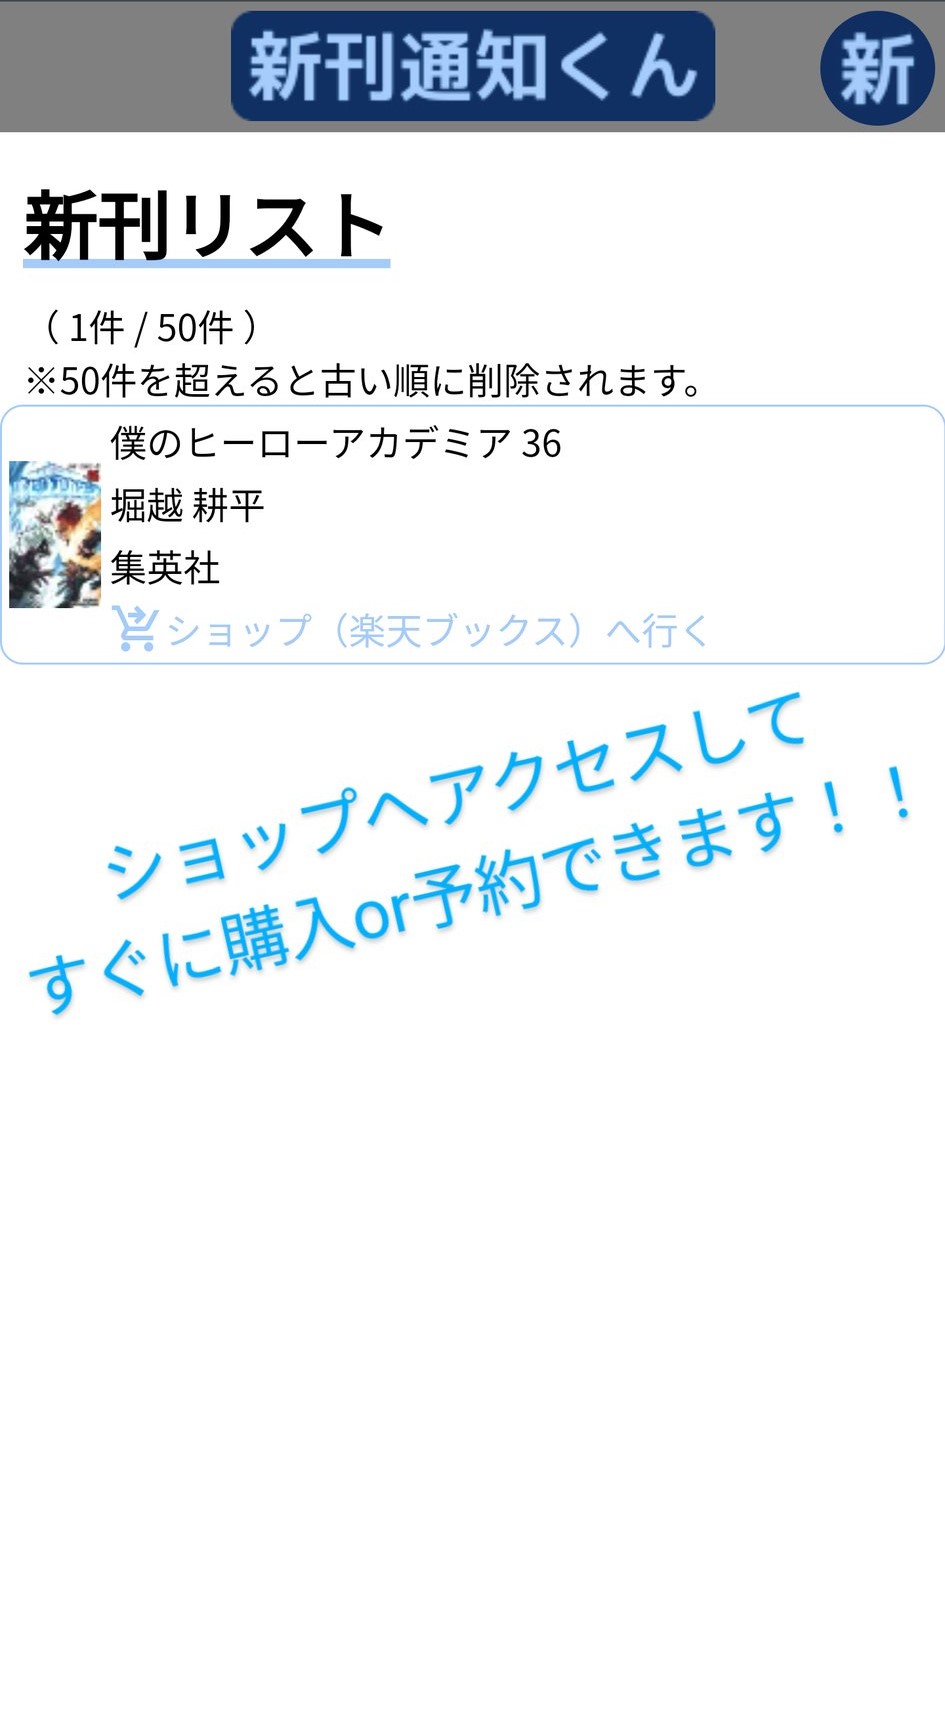 新刊通知くん
新
新刊リスト
（ 1件 / 50件 ）
※50件を超えると古い順に削除されます。
僕のヒーローアカデミア 36
堀越 耕平
集英社
ショップ（楽天ブックス）へ行く
ショップへアクセスして
すぐに購入or予約できます！！